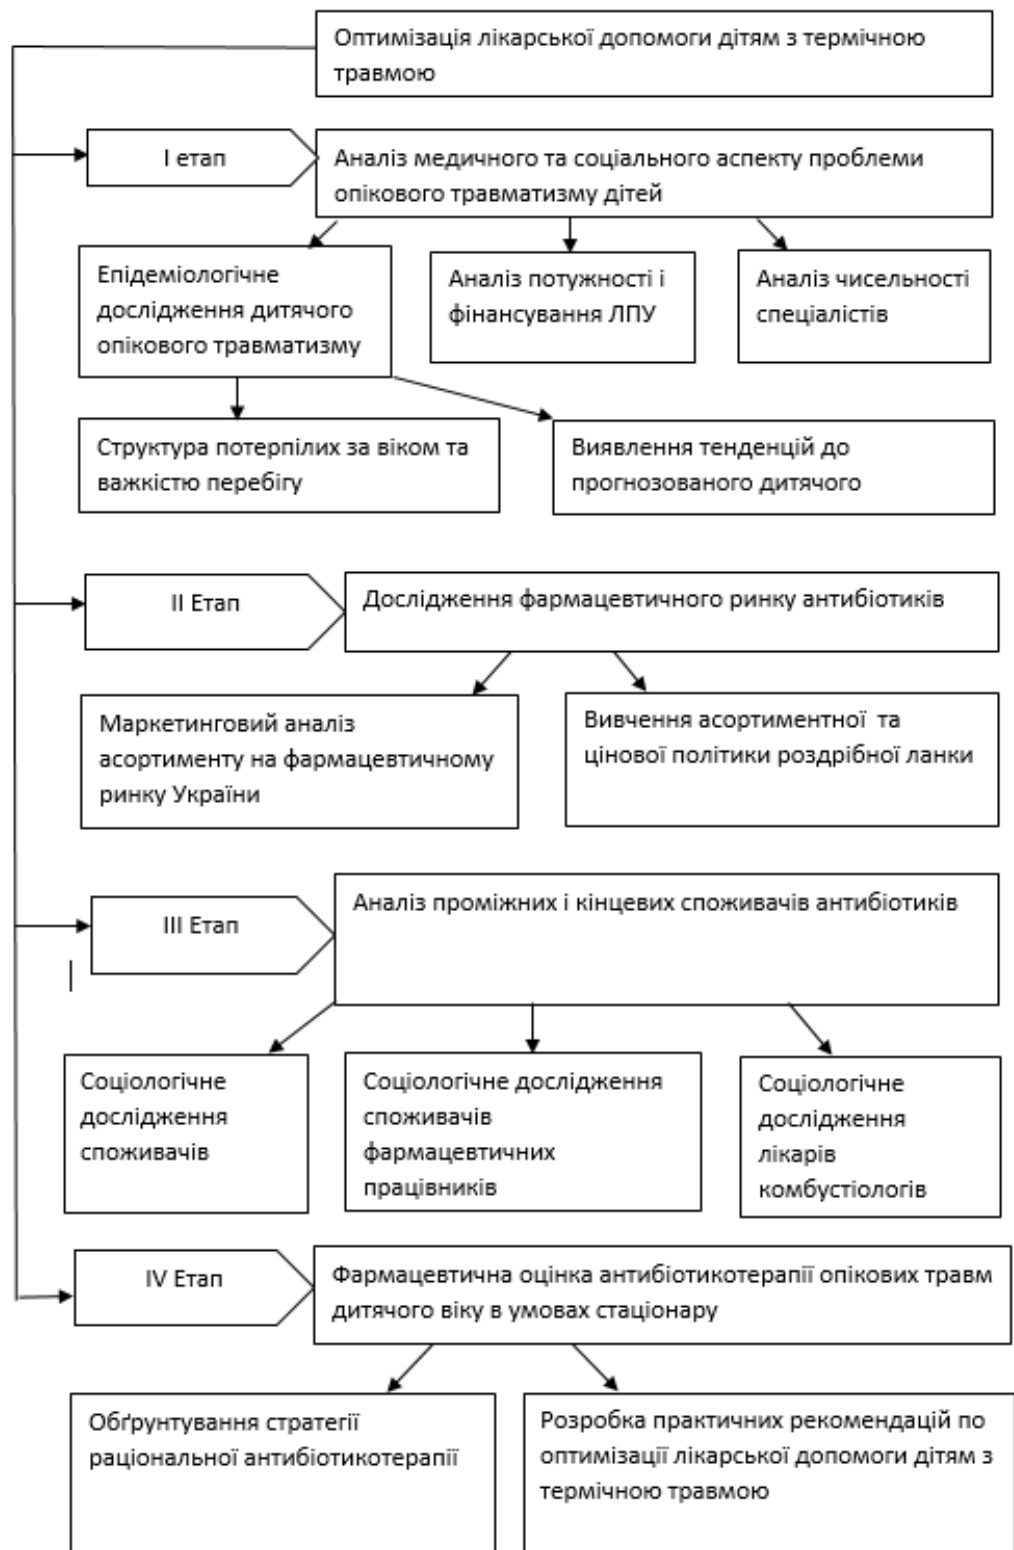 Оптимізація лікарської допомоги дітям з термічною
травмою
І етап
Аналіз медичного та соціального аспекту проблеми
опікового травматизму дітей
Епідеміологічне
дослідження дитячого
опікового травматизму
Аналіз потужності і
фінансування ЛПУ
Аналіз чисельності
спеціалістів
Структура потерпілих за віком та
важкістю перебігу
Виявлення тенденцій до
прогнозованого дитячого
ІІ Етап
Дослідження фармацевтичного ринку антибіотиків
Маркетинговий аналіз
асортименту на фармацевтичному
ринку України
Вивчення асортиментної та
цінової політики роздрібної ланки
ІІІ Етап
Аналіз проміжних і кінцевих споживачів антибіотиків
Соціологічне
дослідження
споживачів
Соціологічне дослідження
споживачів
фармацевтичних
працівників
Соціологічне
дослідження
лікарів
комбустіологів
IV Етап
Фармацевтична оцінка антибіотикотерапії опікових травм
дитячого віку в умовах стаціонару
Обґрунтування стратегії
раціональної антибіотикотерапії
Розробка практичних рекомендацій по
оптимізації лікарської допомоги дітям з
термічною травмою